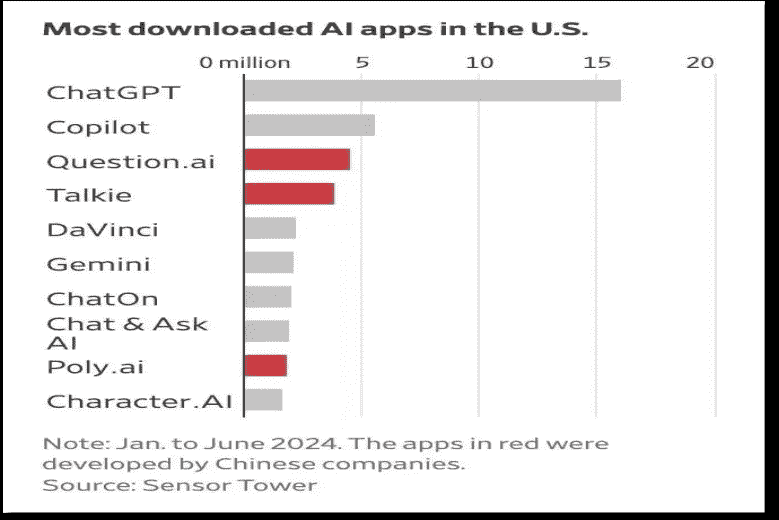 Most downloaded AI apps in the U.S.
0 million 5 10 15 20
ChatGPT
Copilot
Question.ai
Talkie
DaVinci
Gemini
ChatOn
Chat & Ask
AI
Poly.ai
Character.AI
Note: Jan. to June 2024. The apps in red were
developed by Chinese companies.
Source: Sensor Tower